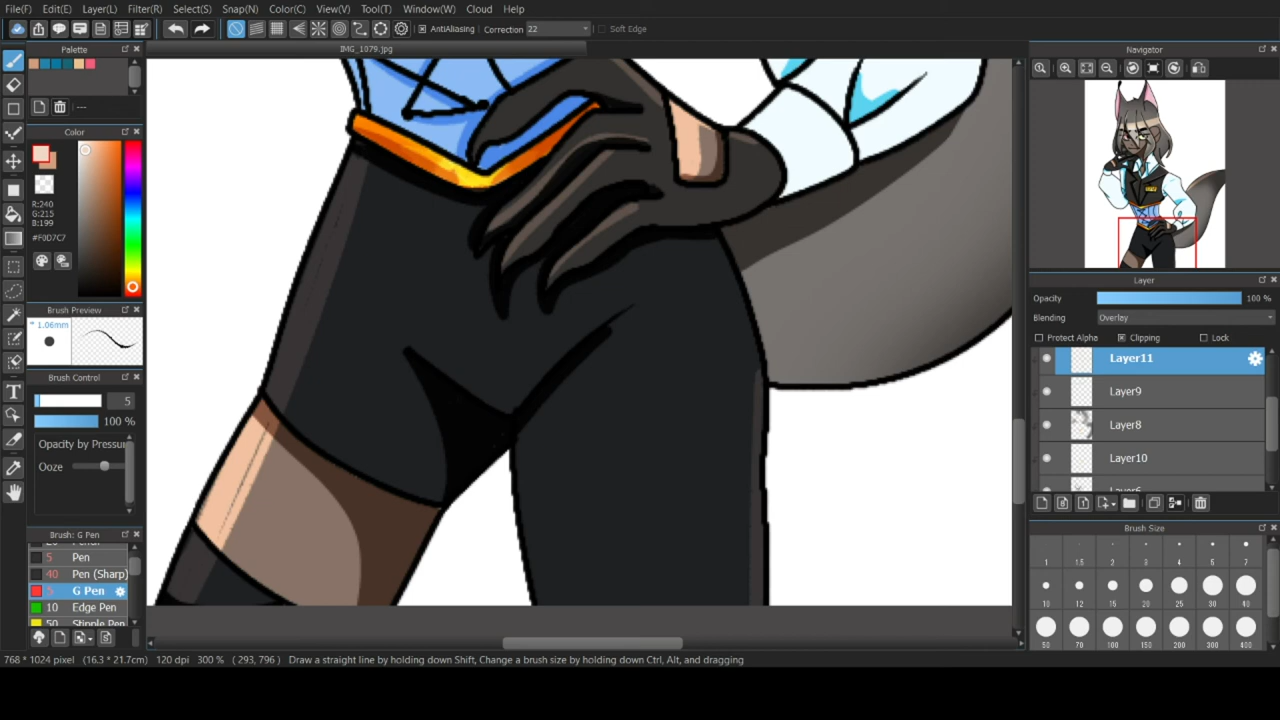 File(F) Edit(E) Layer(L) Filter(R) Select(S) Snap(N) Color(C) View(V) Tool(T) Window(W) Cloud Help
AntiAliasing Correction 22 Soft Edge
Palette
IMG_1079.jpg
Navigator
---
Color
R:240
G:215
B:199
#F0D7C7
Brush Preview
1.06mm
Brush Control
5
100 %
Opacity by Pressur
Ooze
Brush: G Pen
5 Pen
40 Pen (Sharp)
5 G Pen
10 Edge Pen
50 Stipple Pen
Layer
Opacity 100 %
Blending Overlay
Protect Alpha Clipping Lock
Layer11
Layer9
Layer8
Layer10
Brush Size
1 1.5 2 3 4 5 7
10 12 15 20 25 30 40
50 70 100 150 200 300 400
768 * 1024 pixel (16.3 * 21.7cm) 120 dpi 300 % ( 293, 796 ) Draw a straight line by holding down Shift, Change a brush size by holding down Ctrl, Alt, and dragging